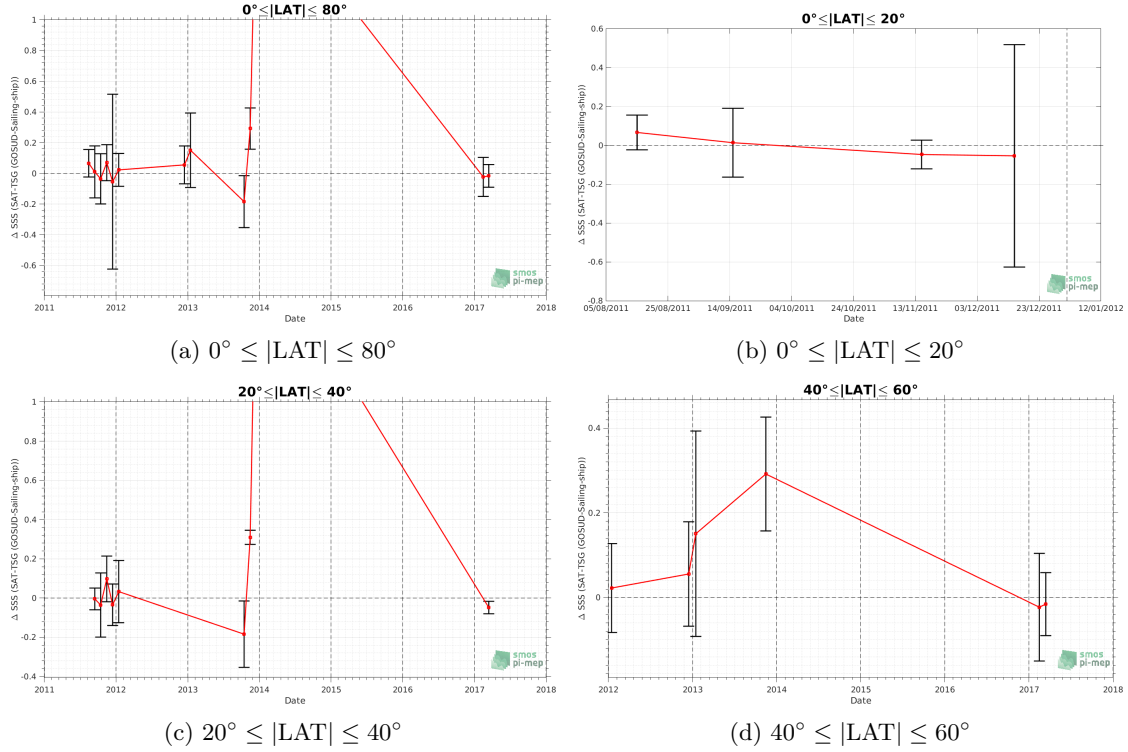 0°≤|LAT|≤ 80°
Δ SSS (SAT-TSG (GOSUD-Sailing-ship))
1
0.8
0.6
0.4
0.2
0
-0.2
-0.4
-0.6
2011 2012 2013 2014 2015 2016 2017 2018
Date
smos
pi-mep
(a) 0° ≤ |LAT| ≤ 80°
0°≤|LAT|≤ 20°
Δ SSS (SAT-TSG (GOSUD-Sailing-ship))
0.6
0.4
0.2
0
-0.2
-0.4
-0.6
-0.8
05/08/2011 25/08/2011 14/09/2011 04/10/2011 24/10/2011 13/11/2011 03/12/2011 23/12/2011 12/01/2012
Date
smos
pi-mep
(b) 0° ≤ |LAT| ≤ 20°
20°≤|LAT|≤ 40°
Δ SSS (SAT-TSG (GOSUD-Sailing-ship))
1
0.8
0.6
0.4
0.2
0
-0.2
-0.4
2011 2012 2013 2014 2015 2016 2017 2018
Date
smos
pi-mep
(c) 20° ≤ |LAT| ≤ 40°
40°≤|LAT|≤ 60°
Δ SSS (SAT-TSG (GOSUD-Sailing-ship))
0.4
0.2
0
2012 2013 2014 2015 2016 2017 2018
Date
smos
pi-mep
(d) 40° ≤ |LAT| ≤ 60°